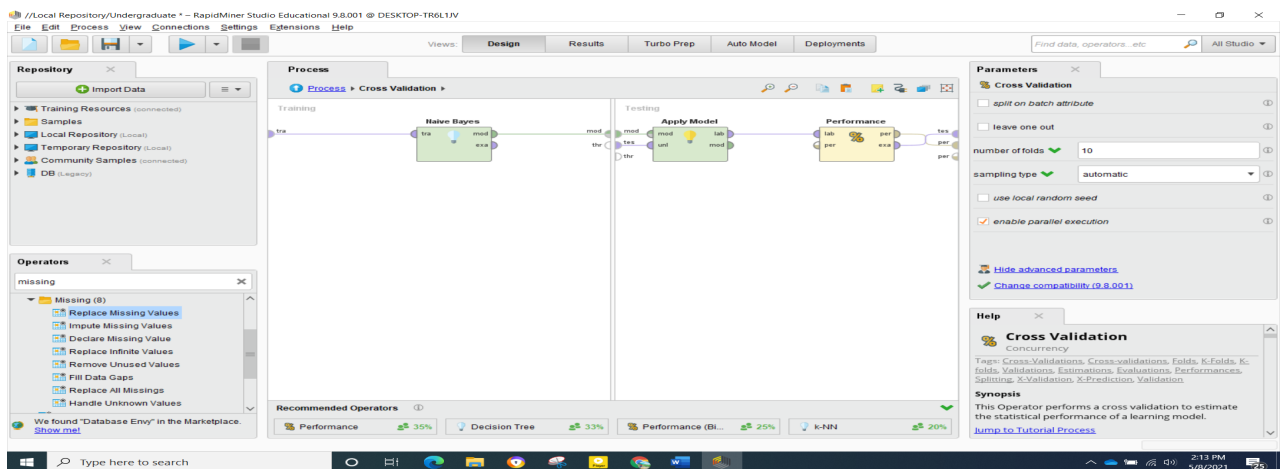 //Local Repository/Undergraduate * – RapidMiner Studio Educational 9.8.001 @ DESKTOP-TR6L1JV
File Edit Process View Connections Settings Extensions Help
Views: Design Results Turbo Prep Auto Model Deployments
Find data, operators...etc
All Studio
Repository
Import Data
Training Resources (connected)
Samples
Local Repository (Local)
Temporary Repository (Local)
Community Samples (connected)
DB (Legacy)
Operators
missing
Missing (8)
Replace Missing Values
Impute Missing Values
Declare Missing Value
Replace Infinite Values
Remove Unused Values
Fill Data Gaps
Replace All Missings
Handle Unknown Values
We found "Database Envy" in the Marketplace.
Show me!
Process
Process Cross Validation
Training
tra
Naive Bayes
tra mod
exa
mod
thr
Testing
mod
tes
thr
Apply Model
mod lab
unl mod
Performance
lab per
per exa
tes
per
per
Recommended Operators
Performance 35%
Decision Tree 33%
Performance (Bi... 25%
k-NN 20%
Parameters
Cross Validation
split on batch attribute
leave one out
number of folds 10
sampling type automatic
use local random seed
enable parallel execution
Hide advanced parameters
Change compatibility (9.8.001)
Help
Cross Validation
Concurrency
Tags: Cross-Validations, Cross-validations, Folds, K-Folds, K-
folds, Validations, Estimations, Evaluations, Performances,
Splitting, X-Validation, X-Prediction, Validation
Synopsis
This Operator performs a cross validation to estimate
the statistical performance of a learning model.
Jump to Tutorial Process
Type here to search
2:13 PM
5/8/2021
25